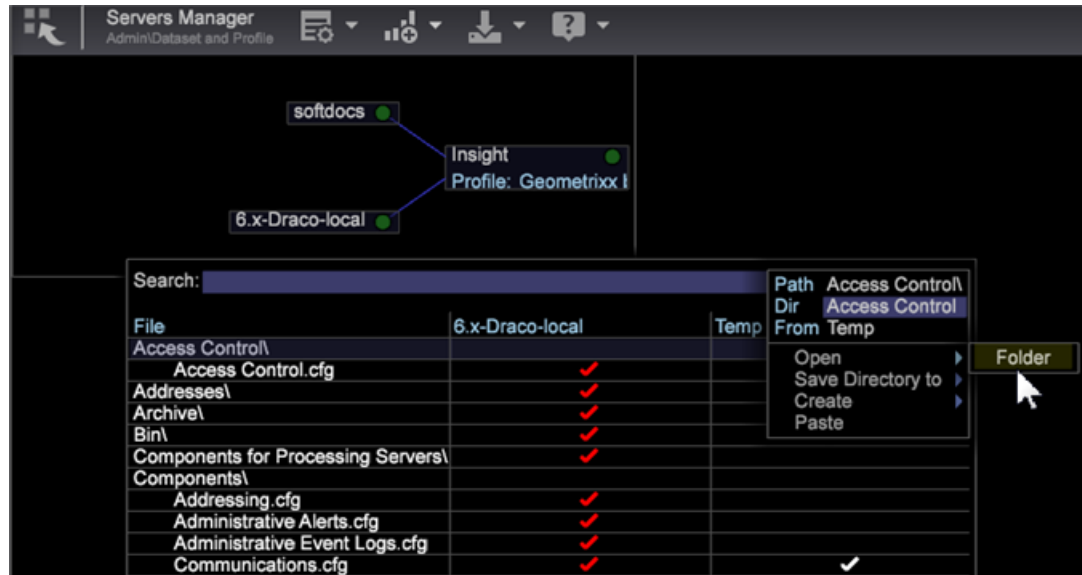 Servers Manager
Admin\Dataset and Profile
softdocs
Insight
Profile: Geometrixx
6.x-Draco-local
Search:
Path Access Control\
Dir Access Control
From Temp
File 6.x-Draco-local Temp
Access Control\
Open Folder
Access Control.cfg
Save Directory to
Addresses\
Create
Archive\
Paste
Bin\
Components for Processing Servers\
Components\
Addressing.cfg
Administrative Alerts.cfg
Administrative Event Logs.cfg
Communications.cfg